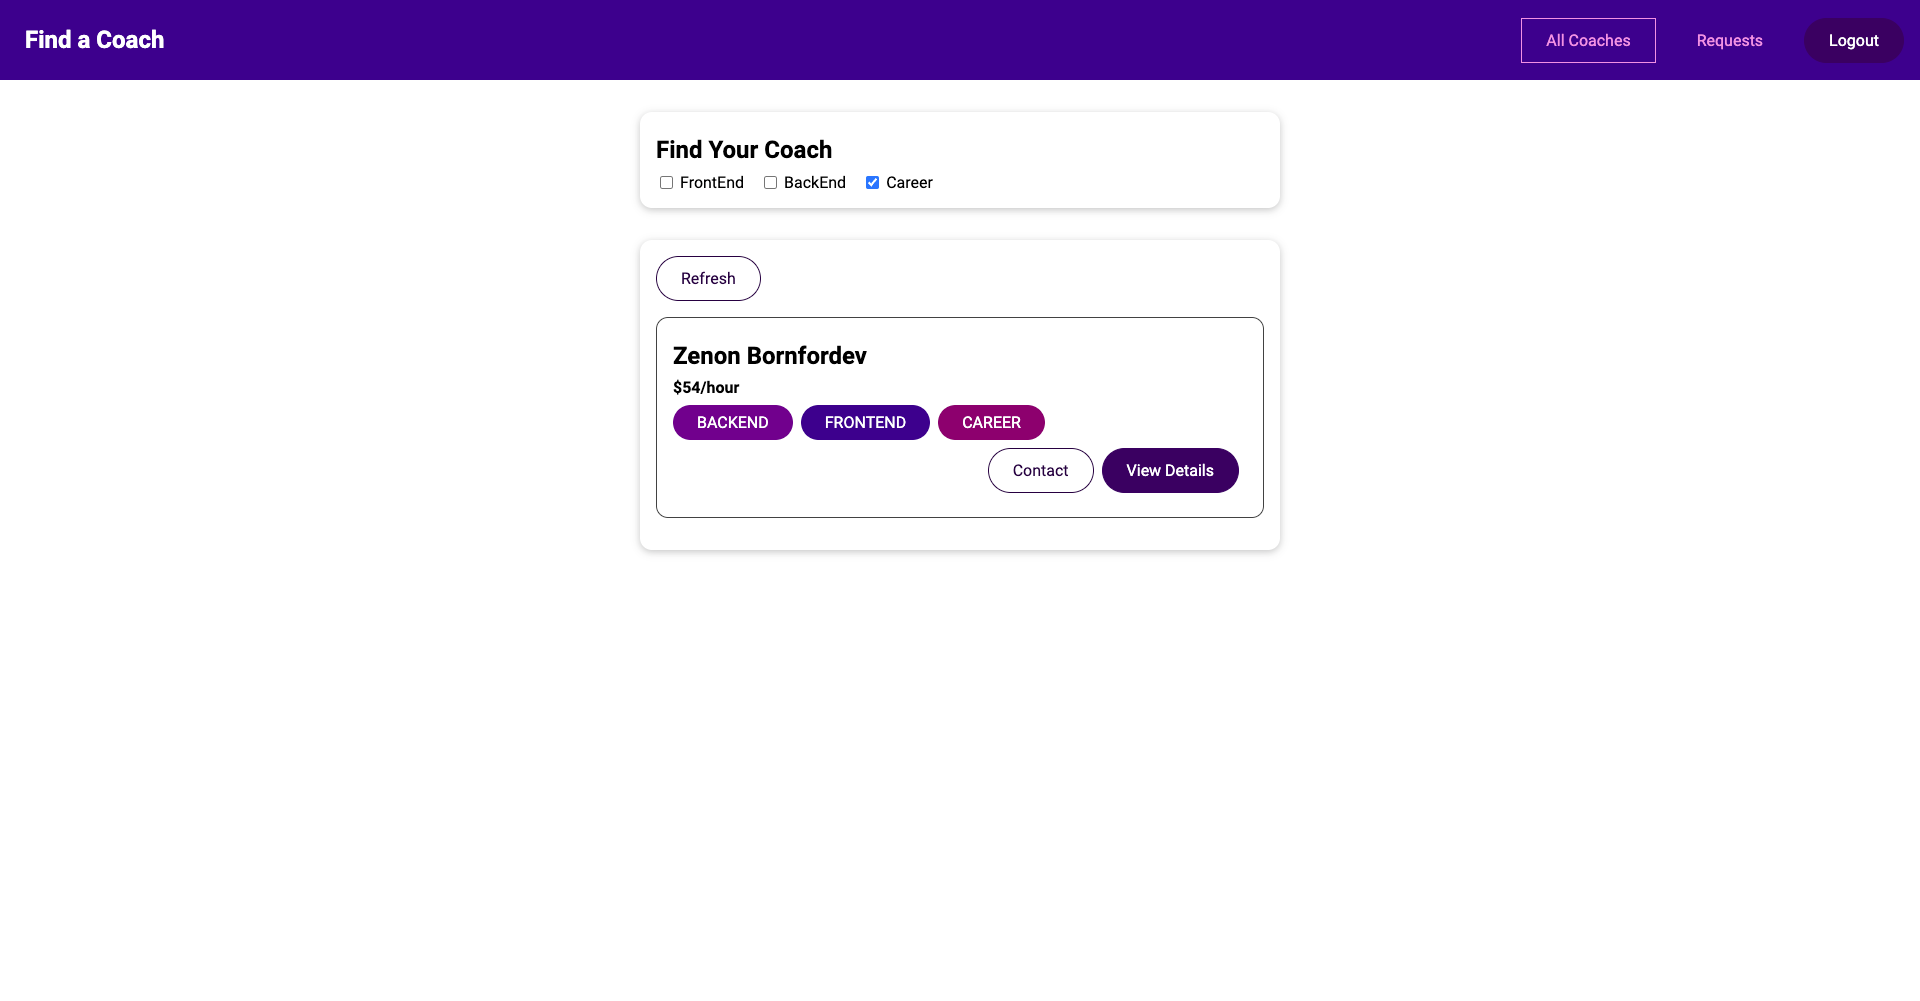 Find a Coach
All Coaches Requests Logout
Find Your Coach
FrontEnd BackEnd Career
Refresh
Zenon Bornfordev
$54/hour
BACKEND FRONTEND CAREER
Contact View Details